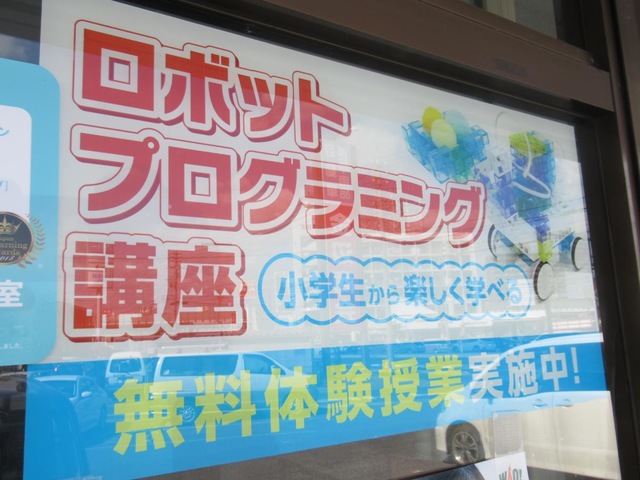 ロボット
プログラミング
講座
小学生から楽しく学べる
無料体験授業実施中!
室